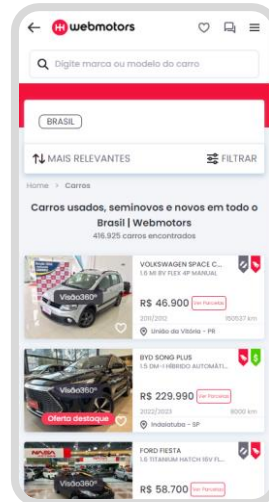 webmotors
Digite marca ou modelo do carro
BRASIL
MAIS RELEVANTES
FILTRAR
Home > Carros
Carros usados, seminovos e novos em todo o
Brasil | Webmotors
416.925 carros encontrados
VOLKSWAGEN SPACE C...
1.6 MI 8V FLEX 4P MANUAL
Visão360°
R$ 46.900 Ver Parcelas
2011/2012 150537 km
União da Vitória - PR
BYD SONG PLUS
1.5 DM-I HÍBRIDO AUTOMÁTI...
Visão360°
R$ 229.990 Ver Parcelas
Oferta destaque
2022/2023 8000 km
Indaiatuba - SP
FORD FIESTA
1.6 TITANIUM HATCH 16V FL...
Visão360°
R$ 58.700 Ver Parcelas